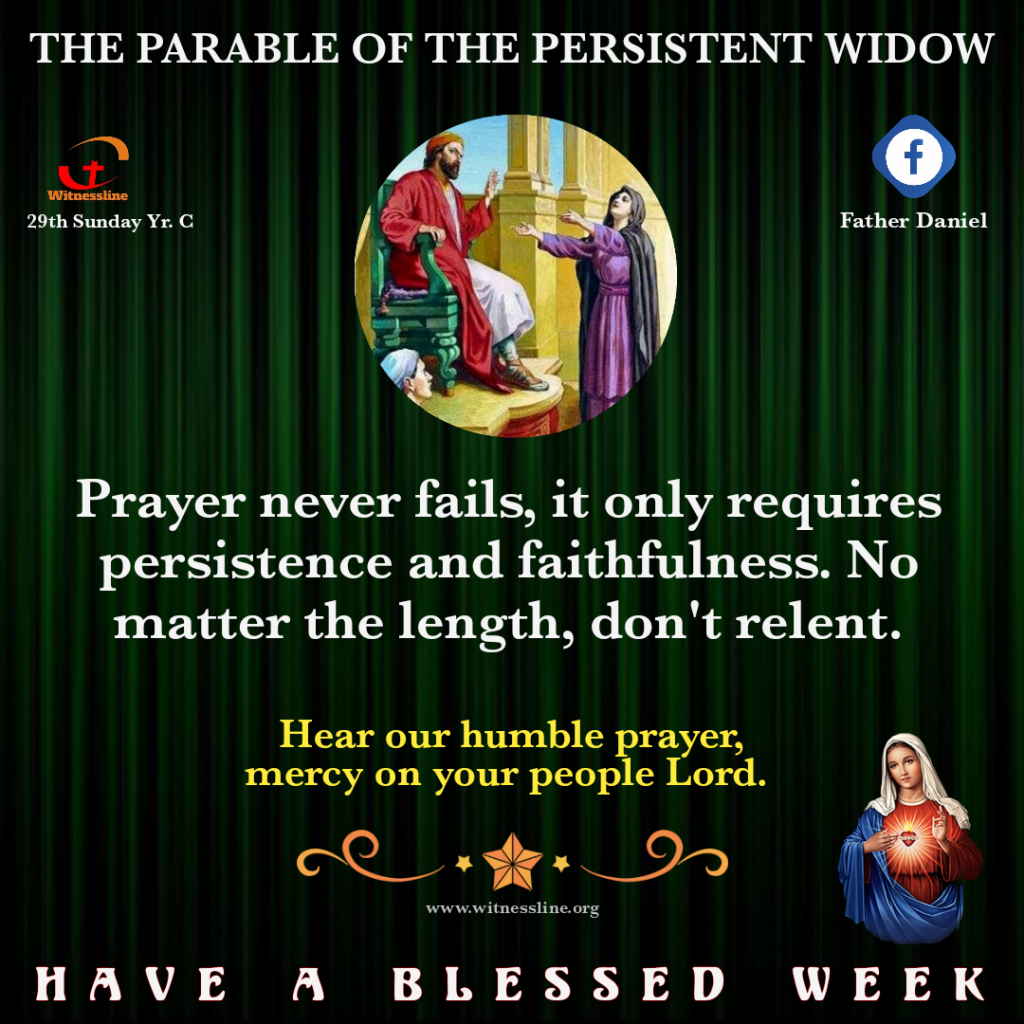 THE PARABLE OF THE PERSISTENT WIDOW
Witnessline
29th Sunday Yr. C
f
Father Daniel
Prayer never fails, it only requires
persistence and faithfulness. No
matter the length, don't relent.
Hear our humble prayer,
mercy on your people Lord.
www.witnessline.org
HAVE A BLESSED WEEK